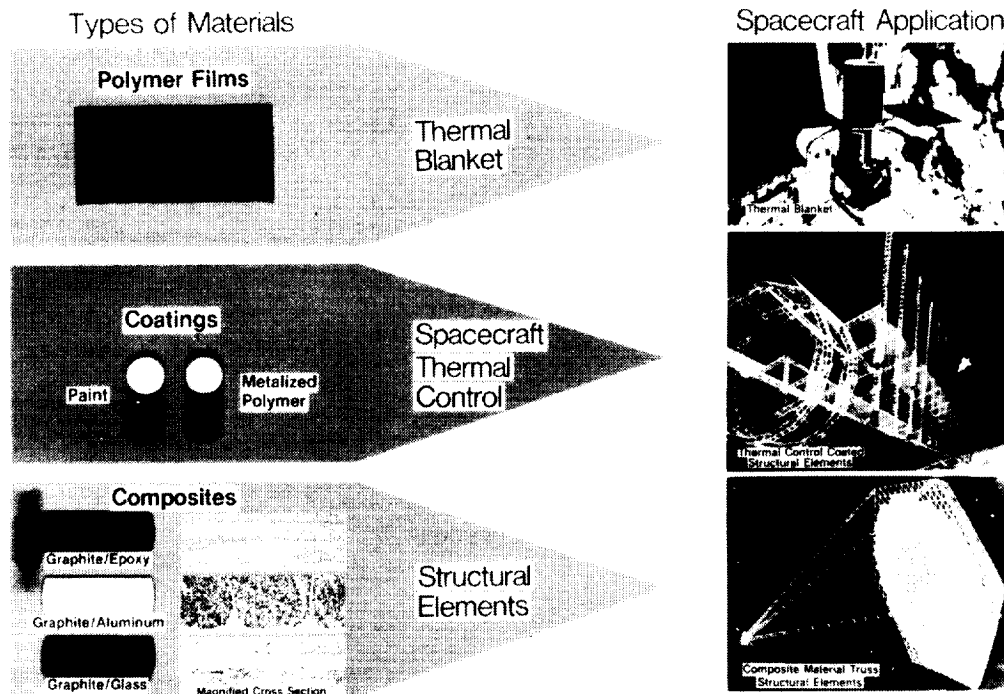 Types of Materials
Spacecraft Application
Polymer Films
Thermal
Blanket
Thermal Blanket
Coatings
Paint
Metalized
Polymer
Spacecraft
Thermal
Control
Thermal Control Coated
Structural Elements
Composites
Graphite/Epoxy
Graphite/Aluminum
Graphite/Glass
Magnified Cross Section
Structural
Elements
Composite Material Truss
Structural Elements